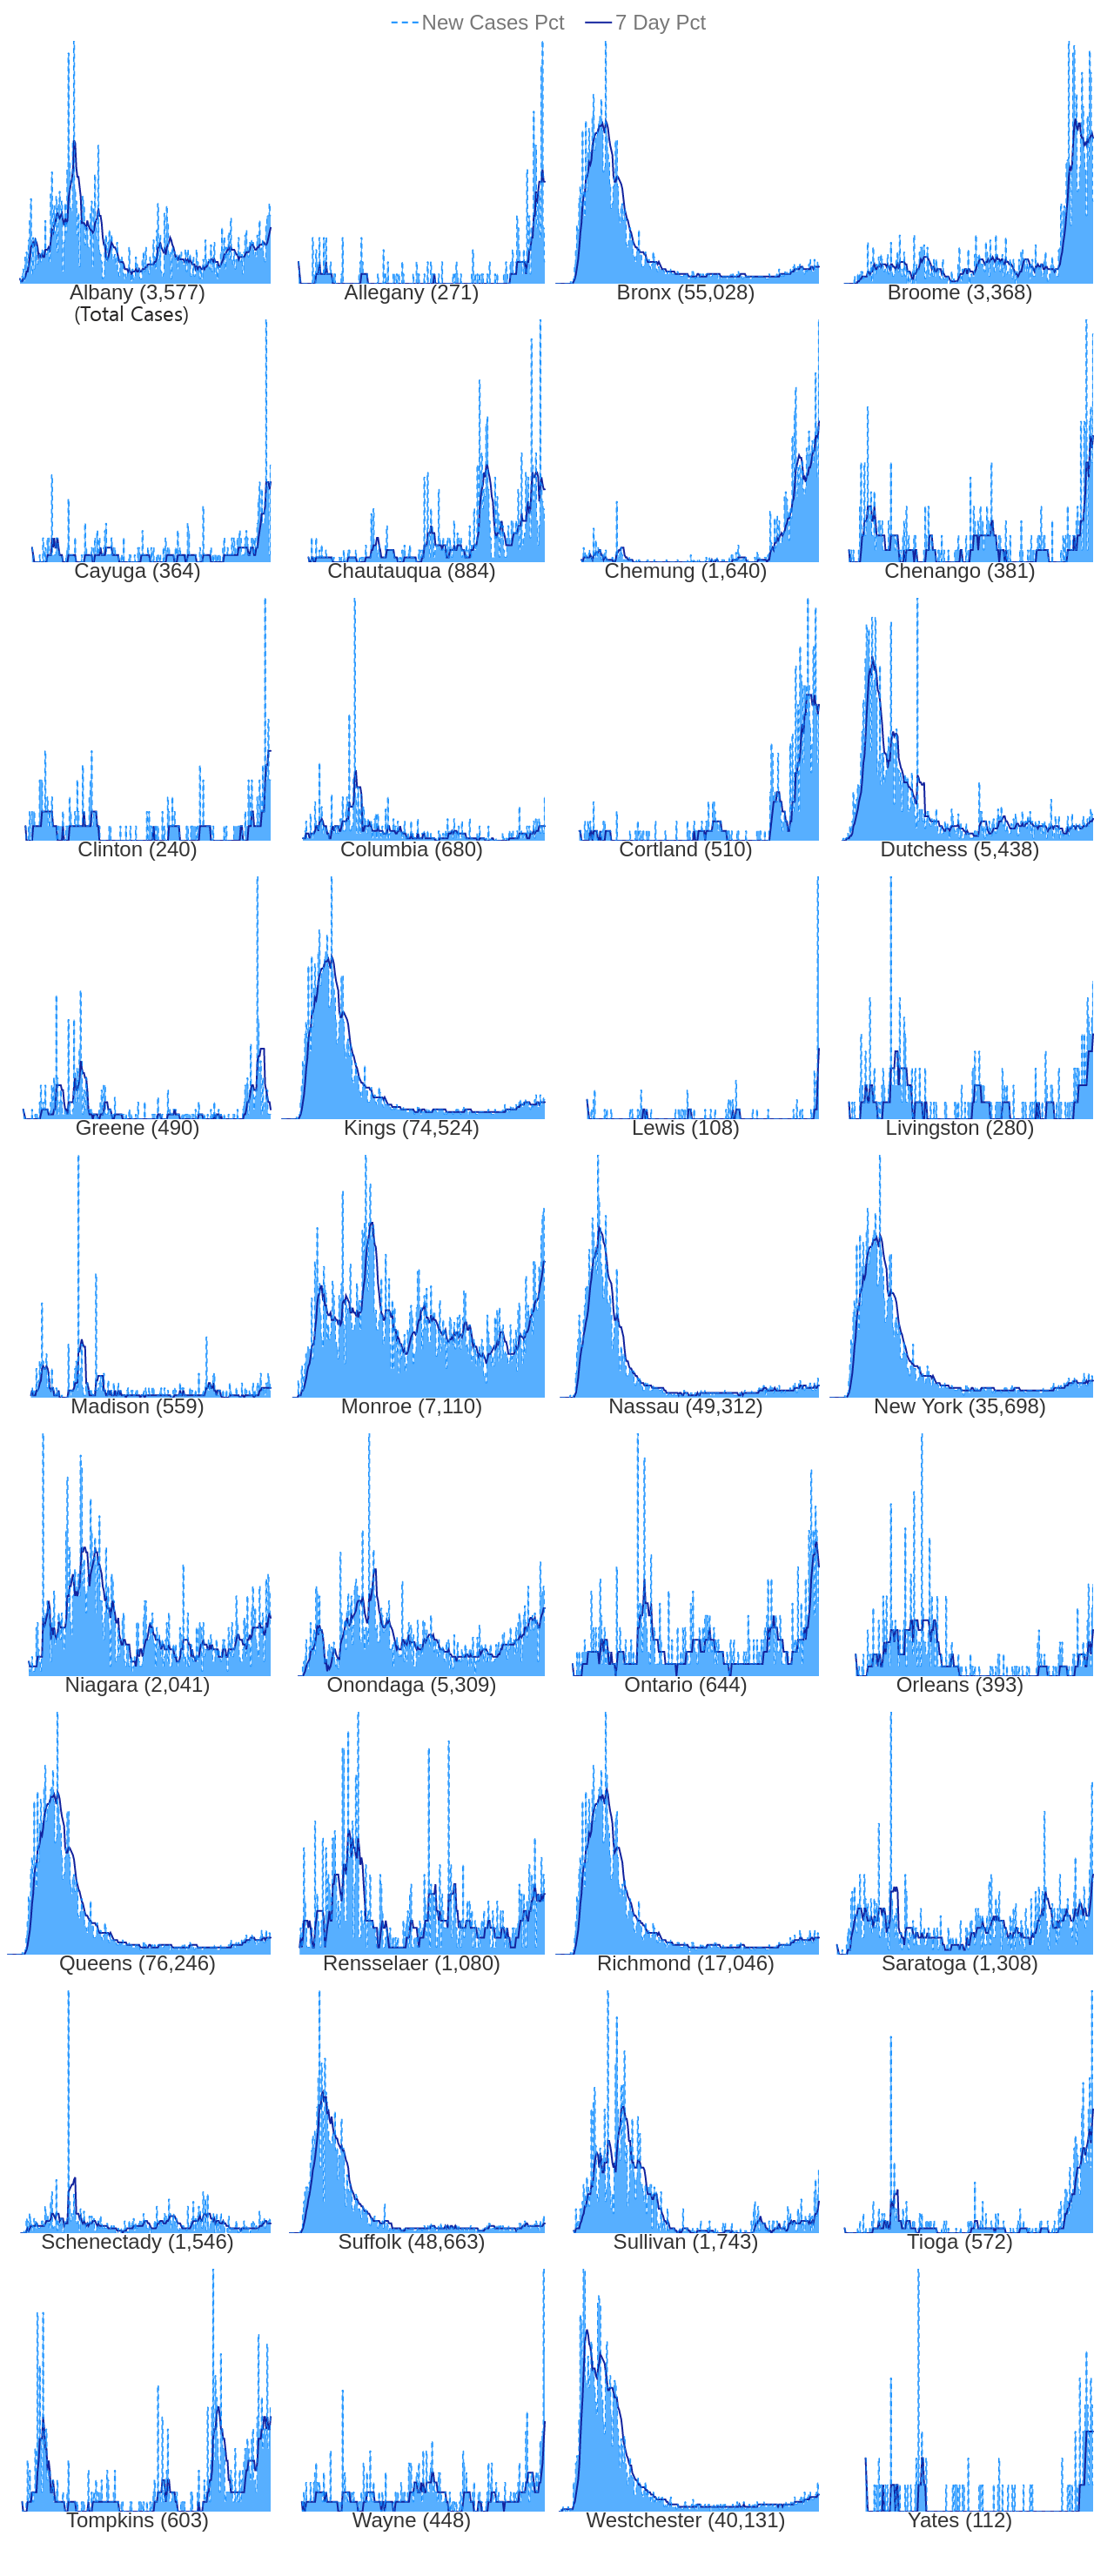 New Cases Pct 7 Day Pct
Albany (3,577) Allegany (271) Bronx (55,028) Broome (3,368)
(Total Cases)
Cayuga (364) Chautauqua (884) Chemung (1,640) Chenango (381)
Clinton (240) Columbia (680) Cortland (510) Dutchess (5,438)
Greene (490) Kings (74,524) Lewis (108) Livingston (280)
Madison (559) Monroe (7,110) Nassau (49,312) New York (35,698)
Niagara (2,041) Onondaga (5,309) Ontario (644) Orleans (393)
Queens (76,246) Rensselaer (1,080) Richmond (17,046) Saratoga (1,308)
Schenectady (1,546) Suffolk (48,663) Sullivan (1,743) Tioga (572)
Tompkins (603) Wayne (448) Westchester (40,131) Yates (112)